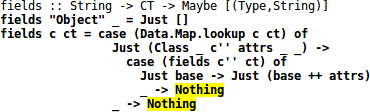 fields :: String -> CT -> Maybe [(Type,String)]
fields "Object" _ = Just []
fields c ct = case (Data.Map.lookup c ct) of
Just (Class _ c'' attrs _ _) ->
case (fields c'' ct) of
Just base -> Just (base ++ attrs)
_ -> Nothing
_ -> Nothing